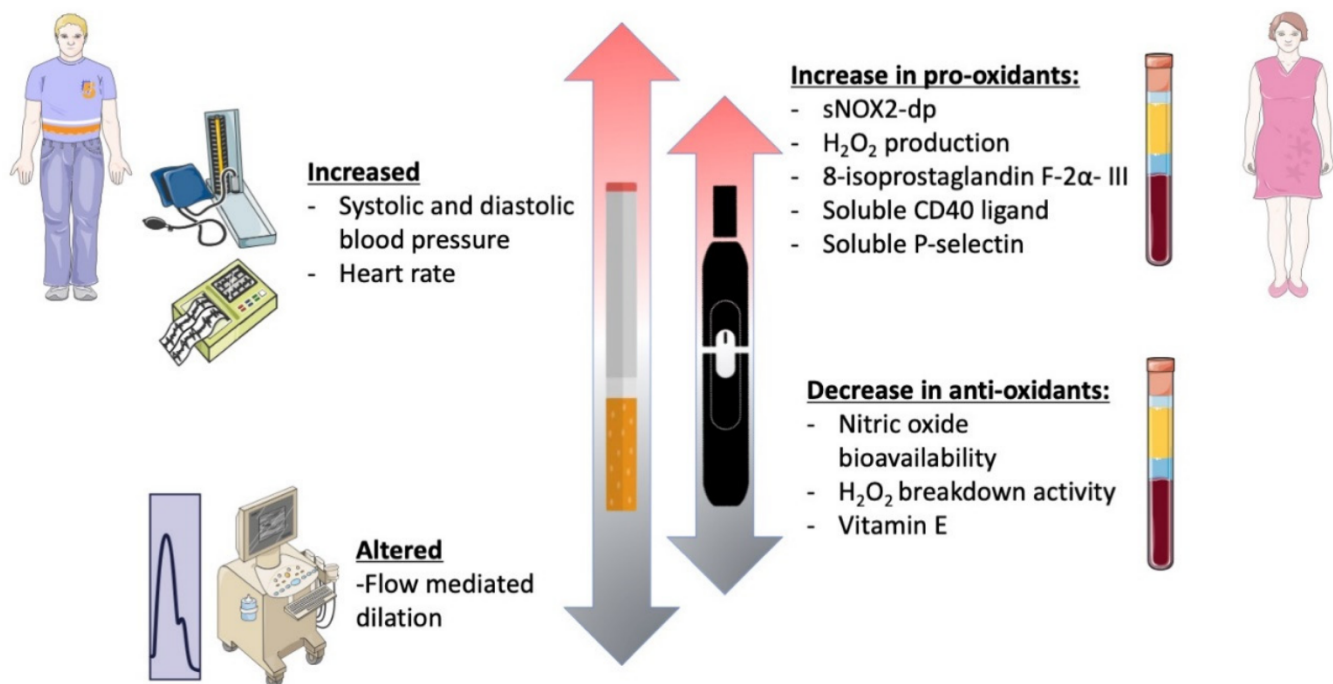 Increased
- Systolic and diastolic
blood pressure
- Heart rate
Altered
-Flow mediated
dilation
Increase in pro-oxidants:
- sNOX2-dp
- H₂O₂ production
- 8-isoprostaglandin F-2α- III
- Soluble CD40 ligand
- Soluble P-selectin
Decrease in anti-oxidants:
- Nitric oxide
bioavailability
- H₂O₂ breakdown activity
- Vitamin E